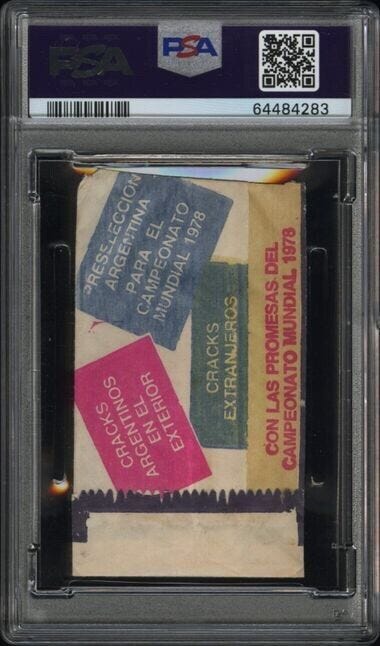 PSA
PSA
64484283
PRESELECCION
ARGENTINA
PARA EL
CAMPEONATO
MUNDIAL 1978
CRACKS
EXTRANJEROS
CRACKS
ARGENTINOS
EN EL
EXTERIOR
CON LAS PROMESAS DEL
CAMPEONATO MUNDIAL 1978